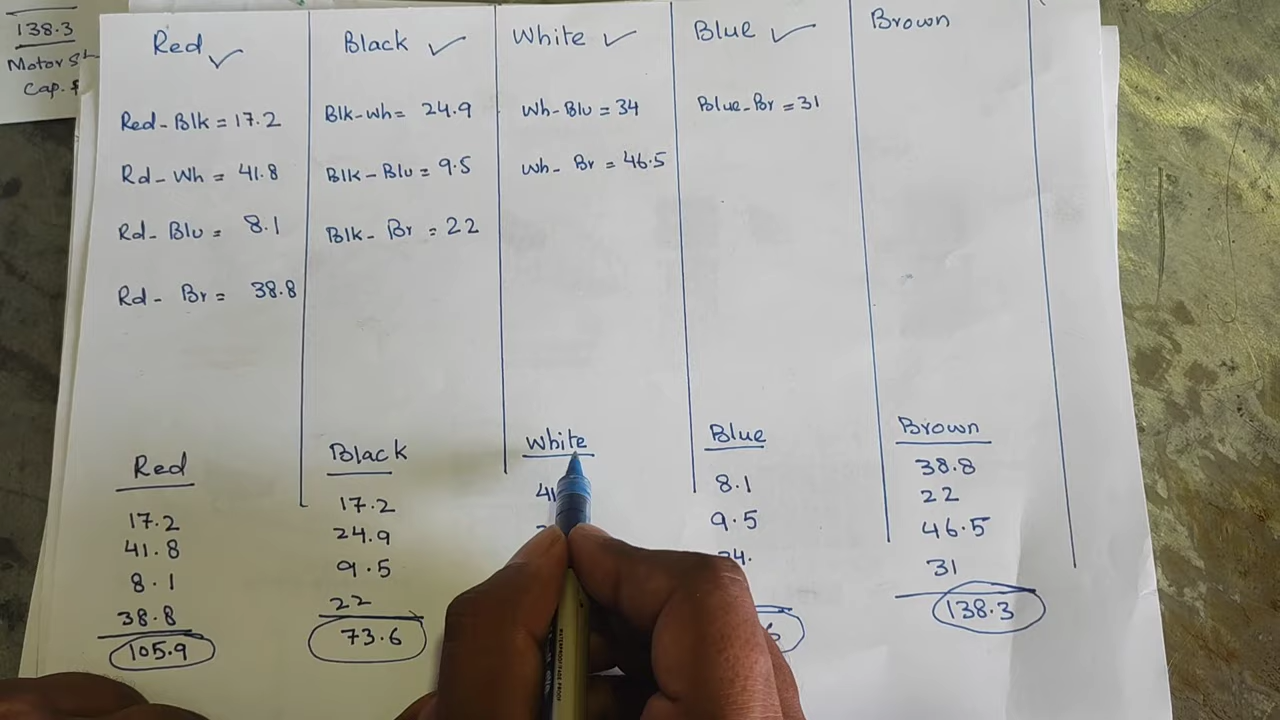 138.3
Motor
Cap.
Red ✓
Red-Blk = 17.2
Rd-Wh = 41.8
Rd-Blu = 8.1
Rd- Br = 38.8
Black ✓
Blk-Wh = 24.9
Blk-Blu = 9.5
Blk- Br = 22
White ✓
Wh-Blu = 34
Wh- Br = 46.5
Blue ✓
Blue-Br = 31
Brown
Red
17.2
41.8
8.1
38.8
105.9
Black
17.2
24.9
9.5
22
73.6
White
Blue
8.1
9.5
Brown
38.8
22
46.5
31
138.3